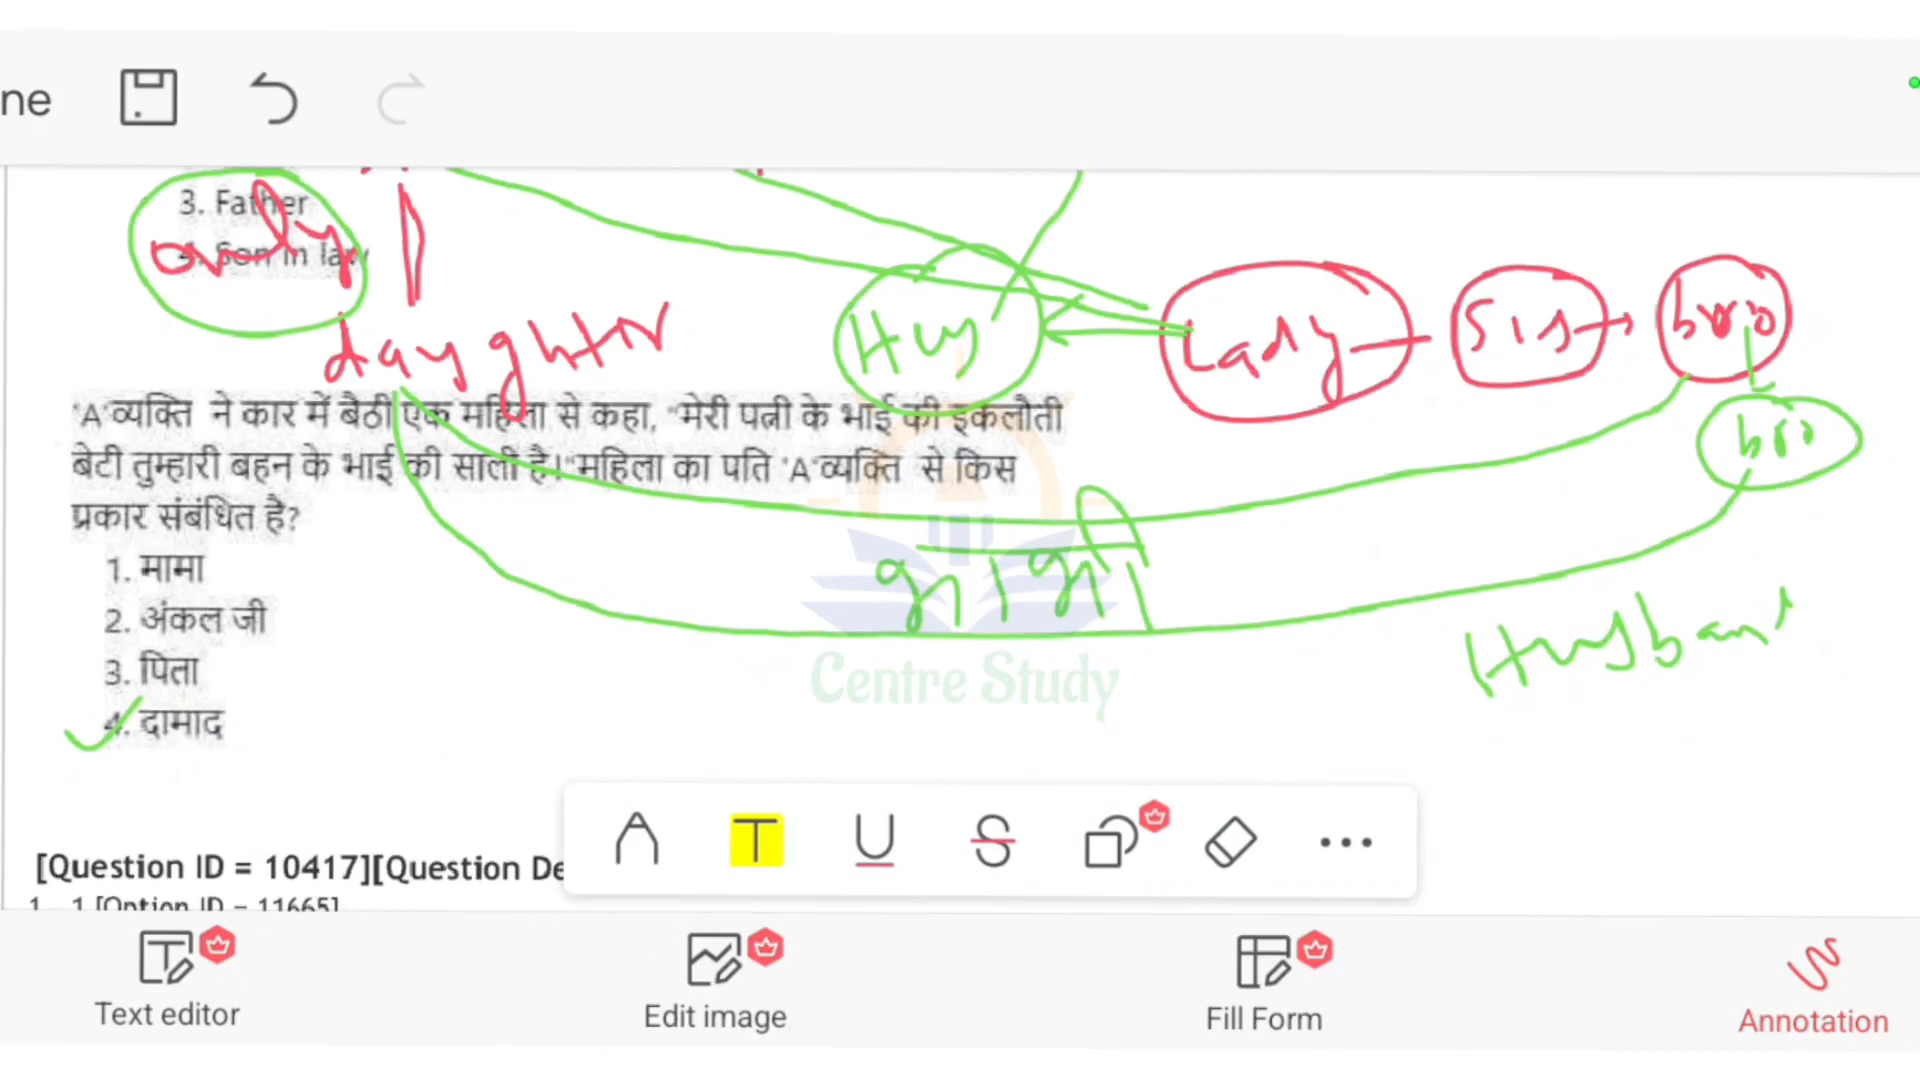 ne
3. Father
4. Son in law
only
daughter
Hus
Lady
Sis
bro
bro
'A'व्यक्ति ने कार में बैठी एक महिला से कहा, "मेरी पत्नी के भाई की इकलौती
बेटी तुम्हारी बहन के भाई की साली है।"महिला का पति 'A'व्यक्ति से किस
प्रकार संबंधित है?
1. मामा
2. अंकल जी
3. पिता
4. दामाद
Husband
Centre Study
[Question ID = 10417][Question De
1. 1 [Option ID = 11665]
T
U
S
Text editor
Edit image
Fill Form
Annotation